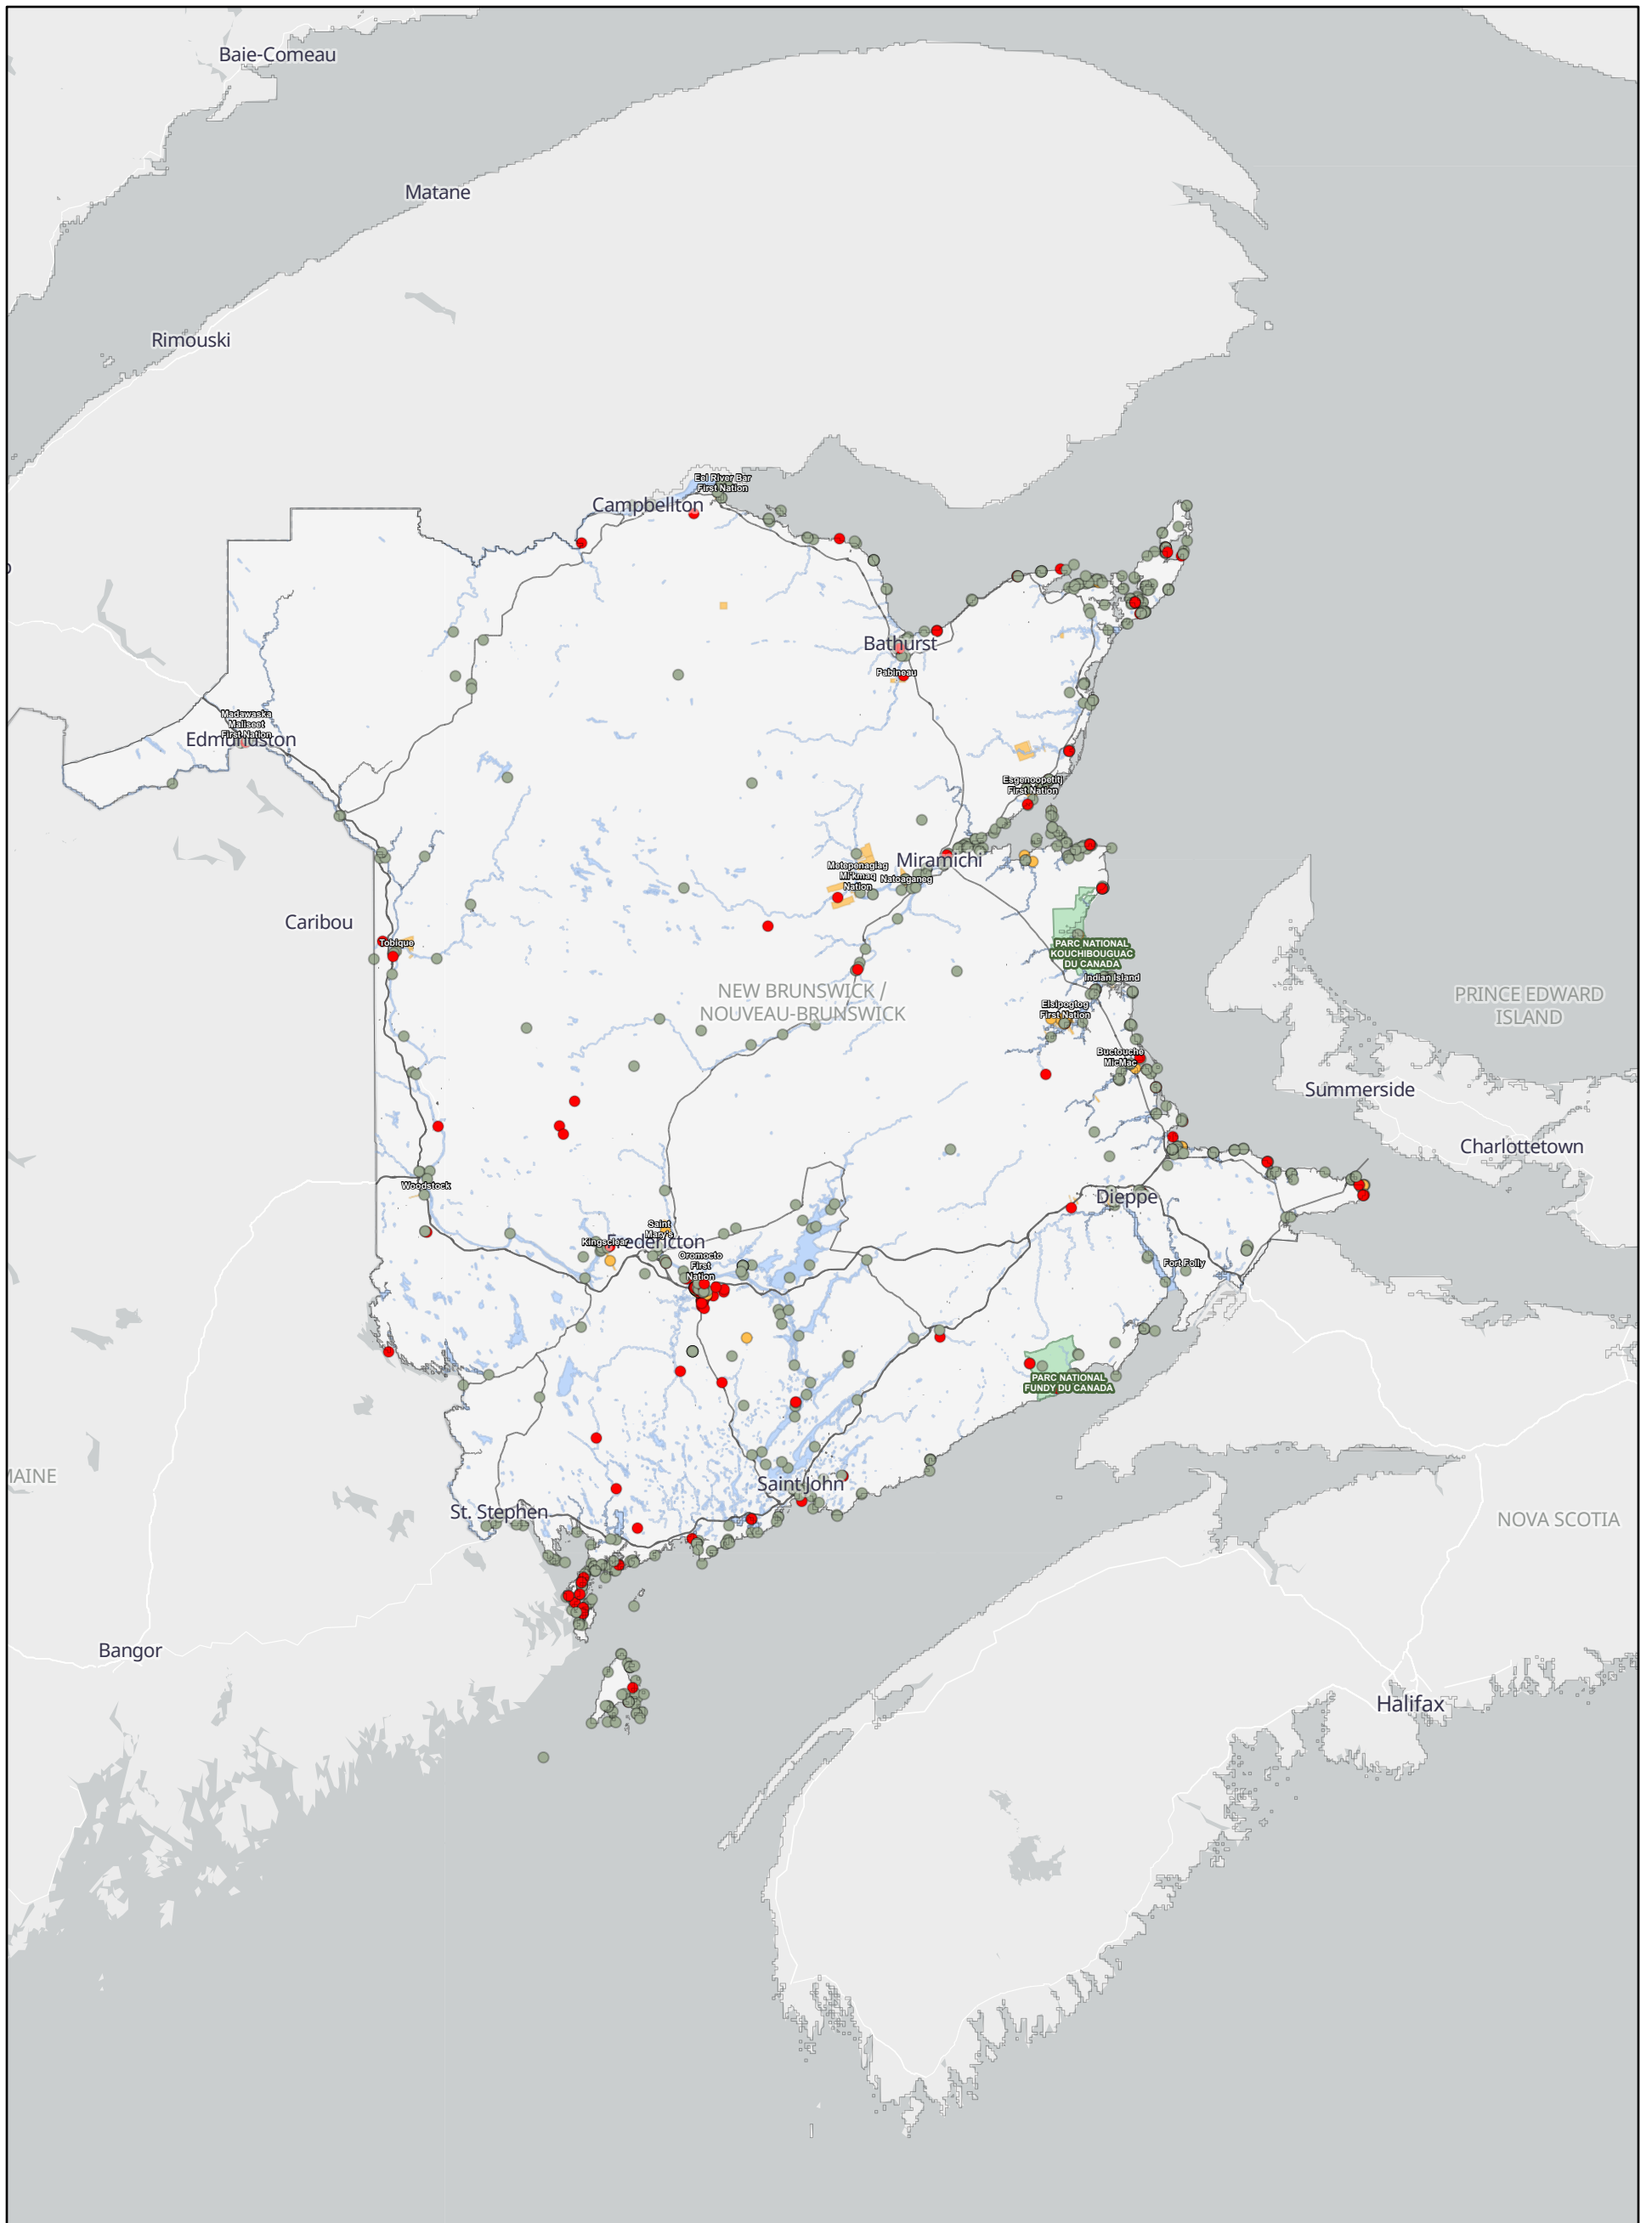 Baie-Comeau
Matane
Rimouski
Eel River Bar
First Nation
Campbellton
Bathurst
Pabineau
Madawaska
Maliseet
First Nation
Edmundston
Esgenoopetitj
First Nation
Miramichi
Metepenagiag
Mi'kmaq
Nation
Natoaganeg
Caribou
Tobique
PARC NATIONAL
KOUCHIBOUGUAC
DU CANADA
Indian Island
NEW BRUNSWICK /
NOUVEAU-BRUNSWICK
PRINCE EDWARD
ISLAND
Elsipogtog
First Nation
Buctouche
MicMac
Summerside
Charlottetown
Woodstock
Dieppe
Saint
Mary's
Kingsclear
Fredericton
Oromocto
First
Nation
Fort Folly
PARC NATIONAL
FUNDY DU CANADA
MAINE
Saint John
St. Stephen
NOVA SCOTIA
Bangor
Halifax